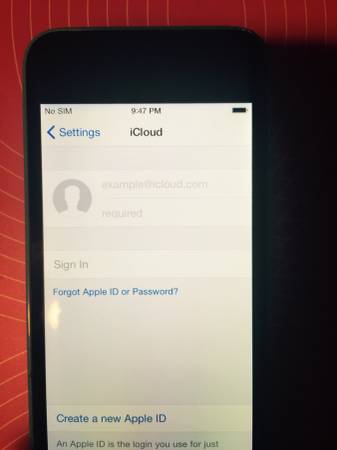 No SIM 9:47 PM
Settings iCloud
example@icloud.com
required
Sign In
Forgot Apple ID or Password?
Create a new Apple ID
An Apple ID is the login you use for just